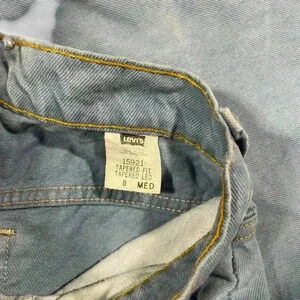 Levi's
15921
TAPERED FIT
TAPERED LEG
8 MED